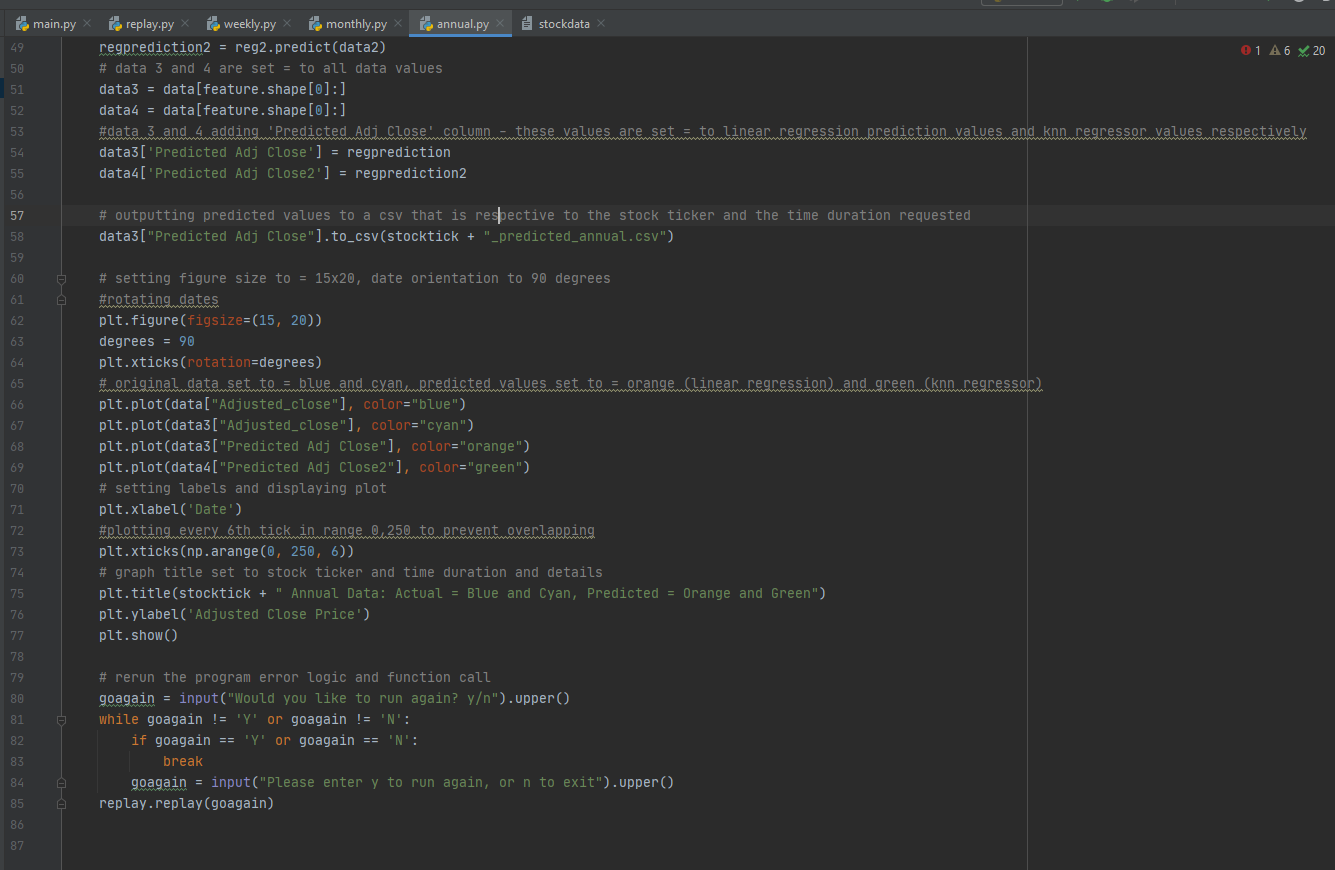 main.py replay.py weekly.py monthly.py annual.py stockdata
1 6 20
49 regprediction2 = reg2.predict(data2)
50 # data 3 and 4 are set = to all data values
51 data3 = data[feature.shape[0]:]
52 data4 = data[feature.shape[0]:]
53 #data 3 and 4 adding 'Predicted Adj Close' column - these values are set = to linear regression prediction values and knn regressor values respectively
54 data3['Predicted Adj Close'] = regprediction
55 data4['Predicted Adj Close2'] = regprediction2
56
57 # outputting predicted values to a csv that is respective to the stock ticker and the time duration requested
58 data3["Predicted Adj Close"].to_csv(stocktick + "_predicted_annual.csv")
59
60 # setting figure size to = 15x20, date orientation to 90 degrees
61 #rotating dates
62 plt.figure(figsize=(15, 20))
63 degrees = 90
64 plt.xticks(rotation=degrees)
65 # original data set to = blue and cyan, predicted values set to = orange (linear regression) and green (knn regressor)
66 plt.plot(data["Adjusted_close"], color="blue")
67 plt.plot(data3["Adjusted_close"], color="cyan")
68 plt.plot(data3["Predicted Adj Close"], color="orange")
69 plt.plot(data4["Predicted Adj Close2"], color="green")
70 # setting labels and displaying plot
71 plt.xlabel('Date')
72 #plotting every 6th tick in range 0,250 to prevent overlapping
73 plt.xticks(np.arange(0, 250, 6))
74 # graph title set to stock ticker and time duration and details
75 plt.title(stocktick + " Annual Data: Actual = Blue and Cyan, Predicted = Orange and Green")
76 plt.ylabel('Adjusted Close Price')
77 plt.show()
78
79 # rerun the program error logic and function call
80 goagain = input("Would you like to run again? y/n").upper()
81 while goagain != 'Y' or goagain != 'N':
82 if goagain == 'Y' or goagain == 'N':
83 break
84 goagain = input("Please enter y to run again, or n to exit").upper()
85 replay.replay(goagain)
86
87